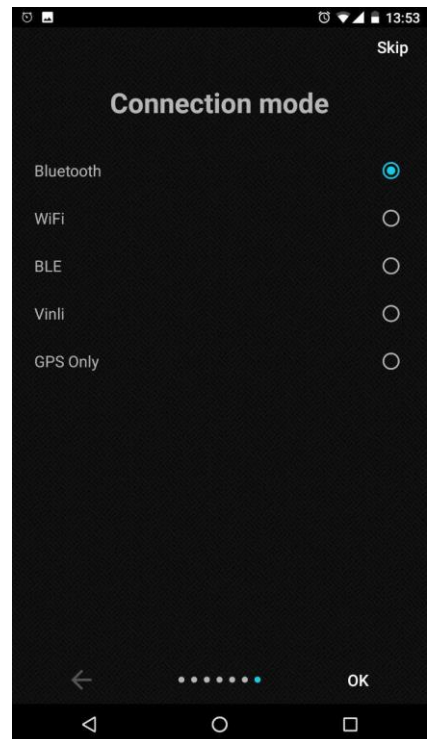 13:53
Skip
Connection mode
Bluetooth
WiFi
BLE
Vinli
GPS Only
OK